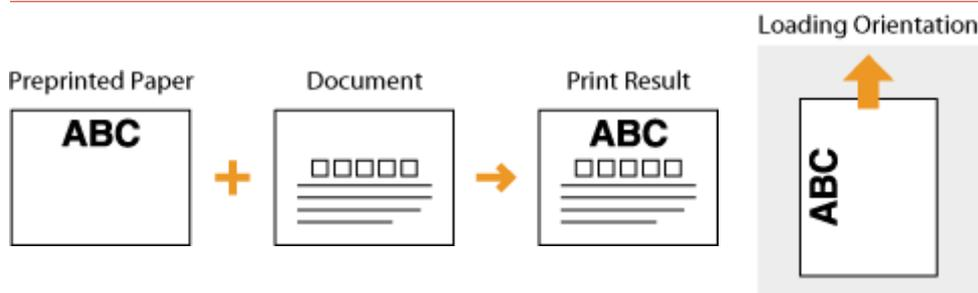 Loading Orientation
Preprinted Paper
Document
Print Result
ABC
ABC
ABC